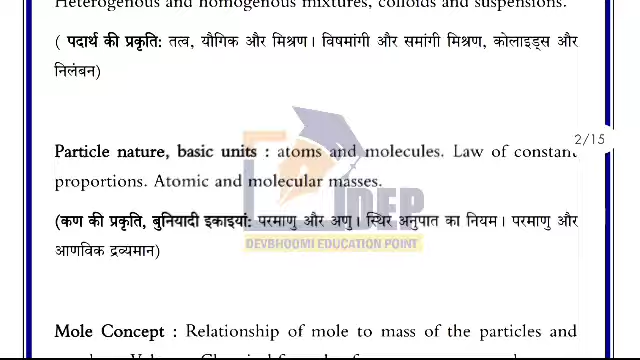 Heterogenous and homogenous mixtures, colloids and suspensions.
( पदार्थ की प्रकृति: तत्व, यौगिक और मिश्रण। विषमांगी और समांगी मिश्रण, कोलाइड्स और
निलंबन)
2/15
Particle nature, basic units : atoms and molecules. Law of constant
proportions. Atomic and molecular masses.
IDEP
(कण की प्रकृति, बुनियादी इकाइयां: परमाणु और अणु। स्थिर अनुपात का नियम। परमाणु और
DEVBHOOMI EDUCATION POINT
आणविक द्रव्यमान)
Mole Concept : Relationship of mole to mass of the particles and